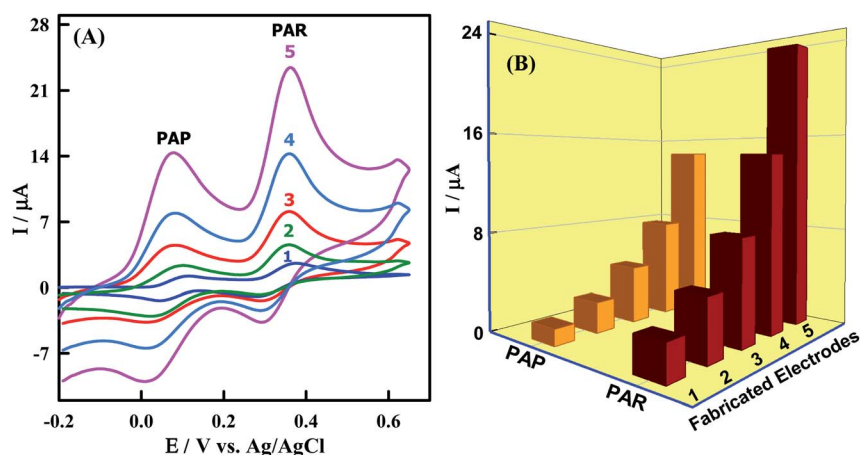 (A)
PAR
5
PAP
4
3
2
1
28
21
14
7
0
-7
I / µA
-0.2 0.0 0.2 0.4 0.6
E / V vs. Ag/AgCl
(B)
24
16
8
0
I / µA
PAP
PAR
1 2 3 4 5
Fabricated Electrodes